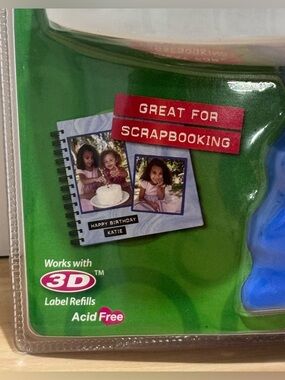 GREAT FOR
SCRAPBOOKING
HAPPY BIRTHDAY
KATIE
Works with
3D™
Label Refills
Acid Free